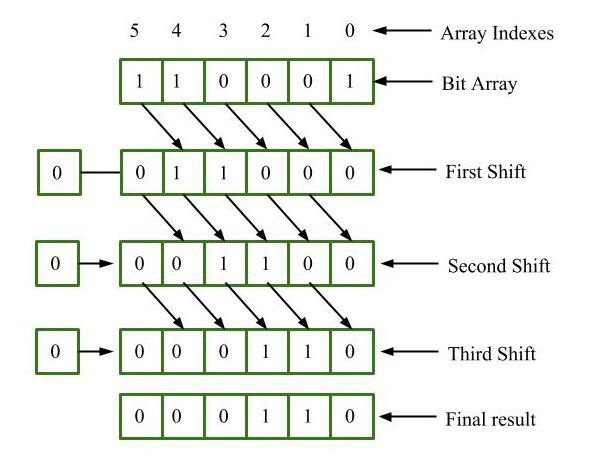 5 4 3 2 1 0 Array Indexes
1 1 0 0 0 1 Bit Array
0 0 1 1 0 0 0 First Shift
0 0 0 1 1 0 0 Second Shift
0 0 0 0 1 1 0 Third Shift
0 0 0 1 1 0 Final result